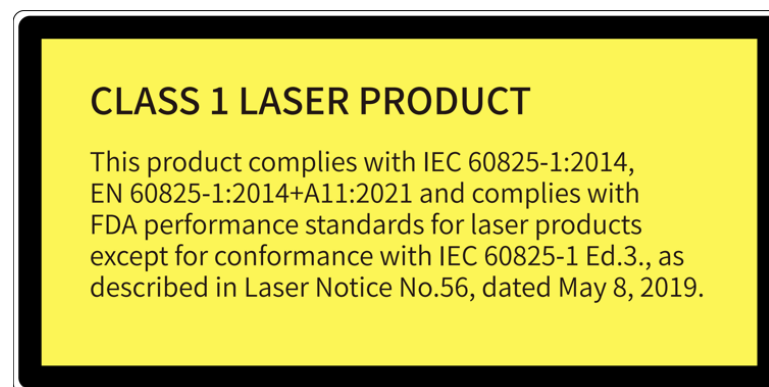 CLASS 1 LASER PRODUCT
This product complies with IEC 60825-1:2014,
EN 60825-1:2014+A11:2021 and complies with
FDA performance standards for laser products
except for conformance with IEC 60825-1 Ed.3., as
described in Laser Notice No.56, dated May 8, 2019.